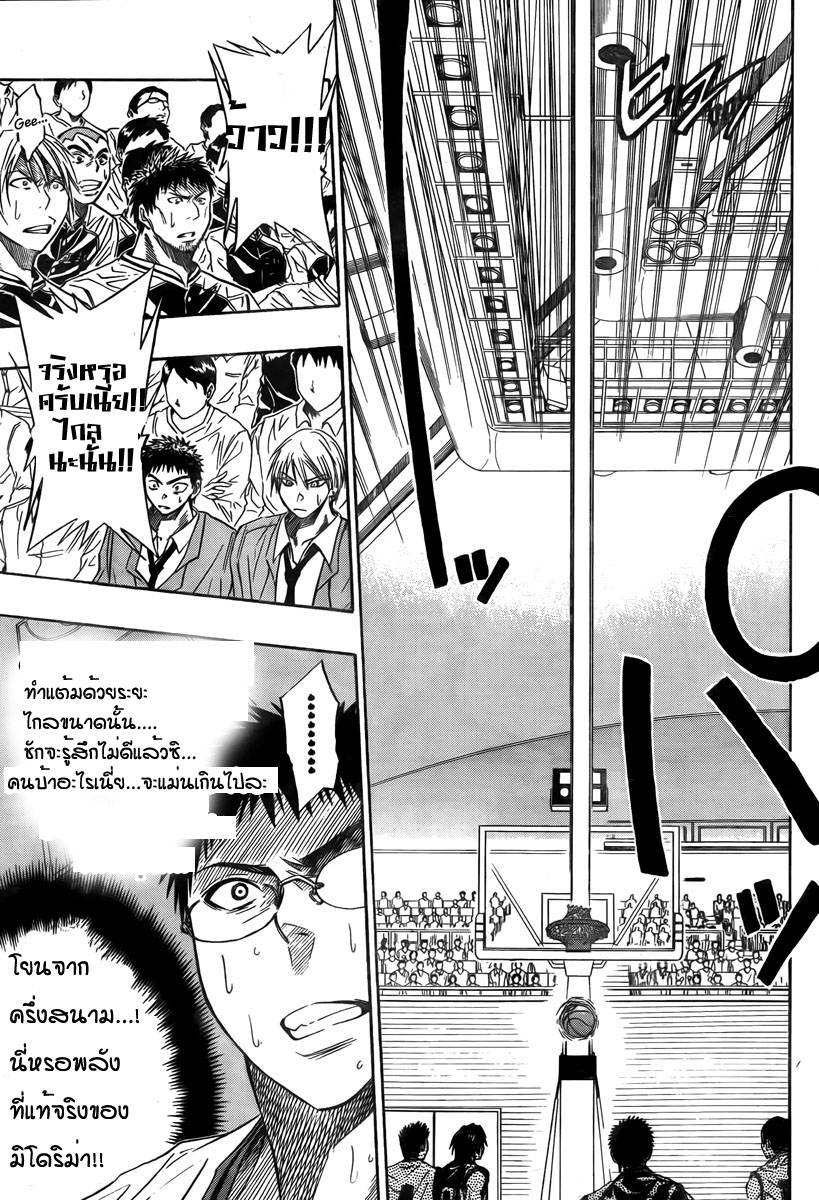 ピッ
ว้าว!!!
Gee...
จริงหรอ
ครับเนี่ย!!
ไกล
นะนั่น!!
ทำแต้มด้วยระยะ
ไกลขนาดนั้น....
ชักจะรู้สึกไม่ดีแล้วซิ...
คนบ้าอะไรเนี่ย...จะแม่นเกินไปละ
โยนจาก
ครึ่งสนาม...!
นี่หรอพลัง
ที่แท้จริงของ
มิโดริม่า!!